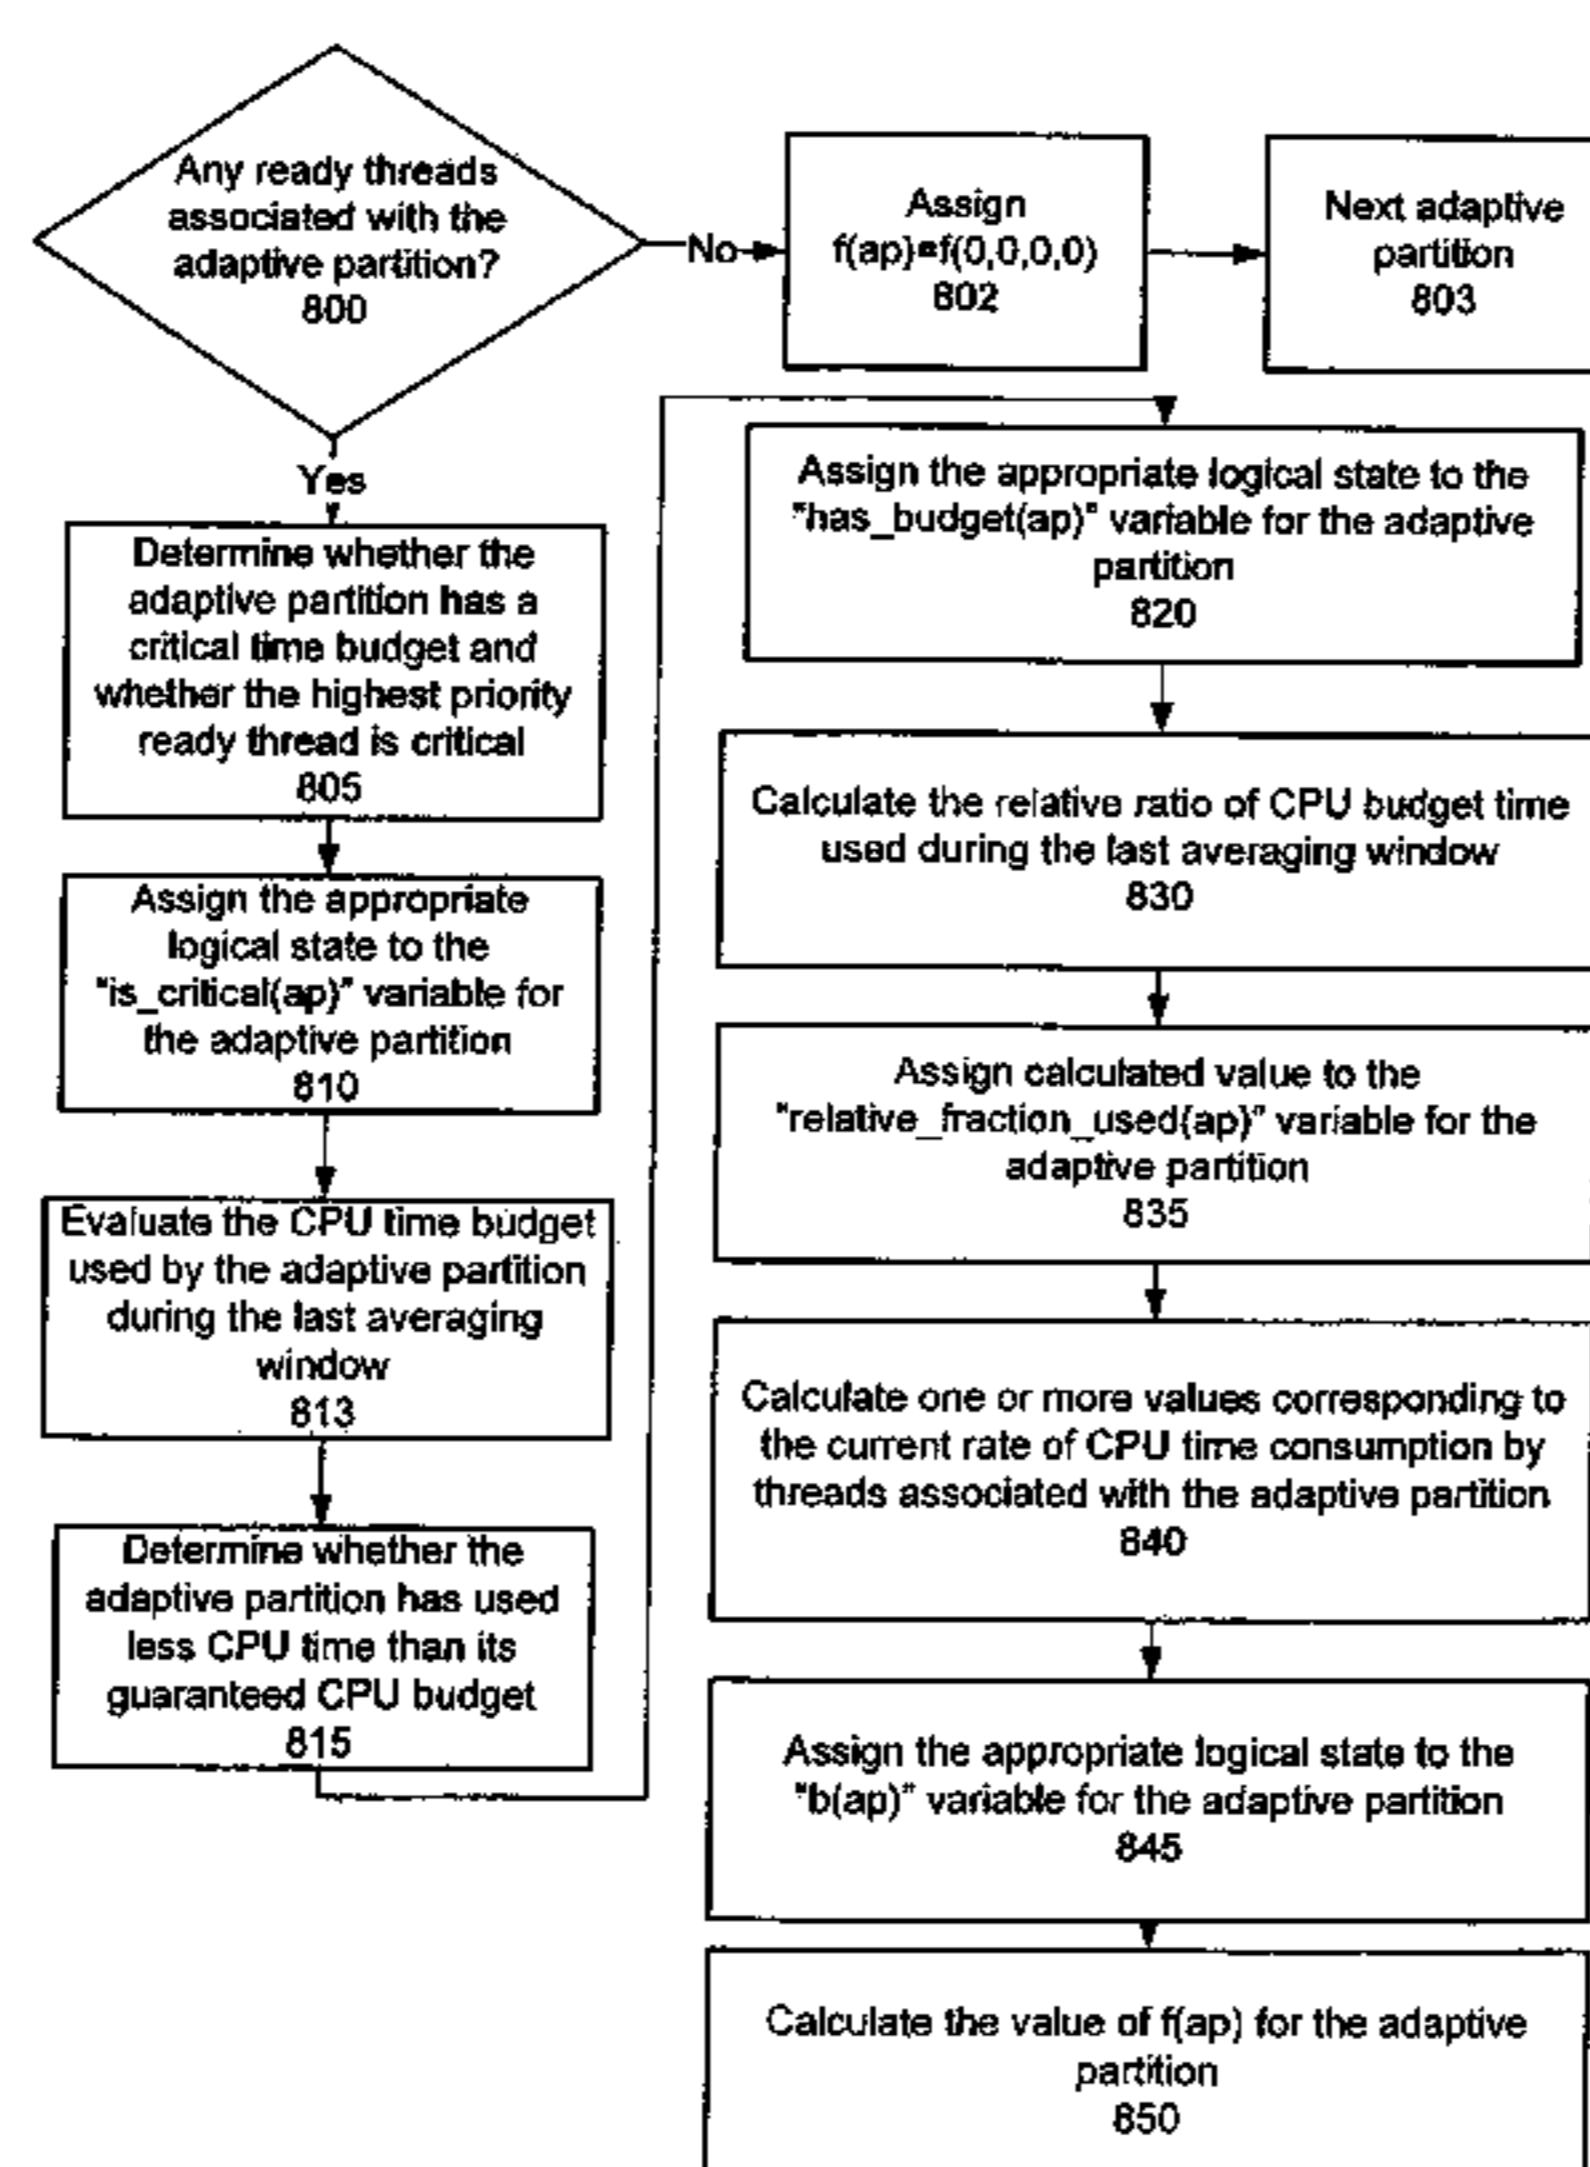 Any ready threads
associated with the
adaptive partition?
800
No
Assign
f(ap)=f(0,0,0,0)
802
Next adaptive
partition
803
Yes
Determine whether the
adaptive partition has a
critical time budget and
whether the highest priority
ready thread is critical
805
Assign the appropriate
logical state to the
"is_critical(ap)" variable for
the adaptive partition
810
Evaluate the CPU time budget
used by the adaptive partition
during the last averaging
window
813
Determine whether the
adaptive partition has used
less CPU time than its
guaranteed CPU budget
815
Assign the appropriate logical state to the
"has_budget(ap)" variable for the adaptive
partition
820
Calculate the relative ratio of CPU budget time
used during the last averaging window
830
Assign calculated value to the
"relative_fraction_used(ap)" variable for the
adaptive partition
835
Calculate one or more values corresponding to
the current rate of CPU time consumption by
threads associated with the adaptive partition
840
Assign the appropriate logical state to the
"b(ap)" variable for the adaptive partition
845
Calculate the value of f(ap) for the adaptive
partition
850